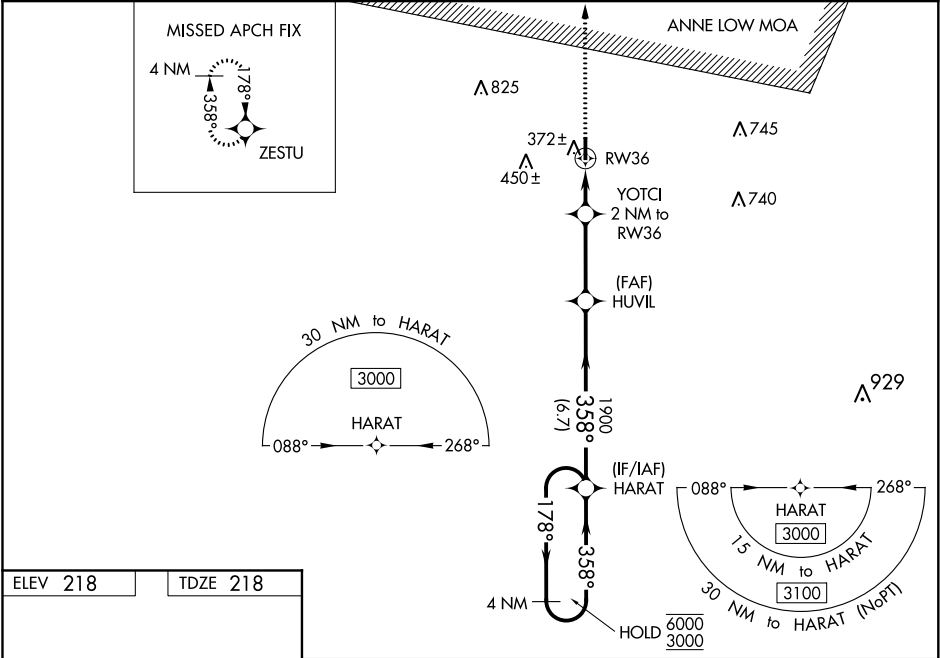 MISSED APCH FIX
4 NM
178°
358°
ZESTU
ANNE LOW MOA
825
745
372±
RW36
450±
YOTCI
2 NM to
RW36
740
(FAF)
HUVIL
30 NM to HARAT
3000
HARAT
088°
268°
929
1900
358°
(6.7)
(IF/IAF)
HARAT
178°
358°
4 NM
HOLD 6000
3000
088°
268°
HARAT
3000
15 NM to HARAT
3100
30 NM to HARAT (NoPT)
ELEV 218
TDZE 218